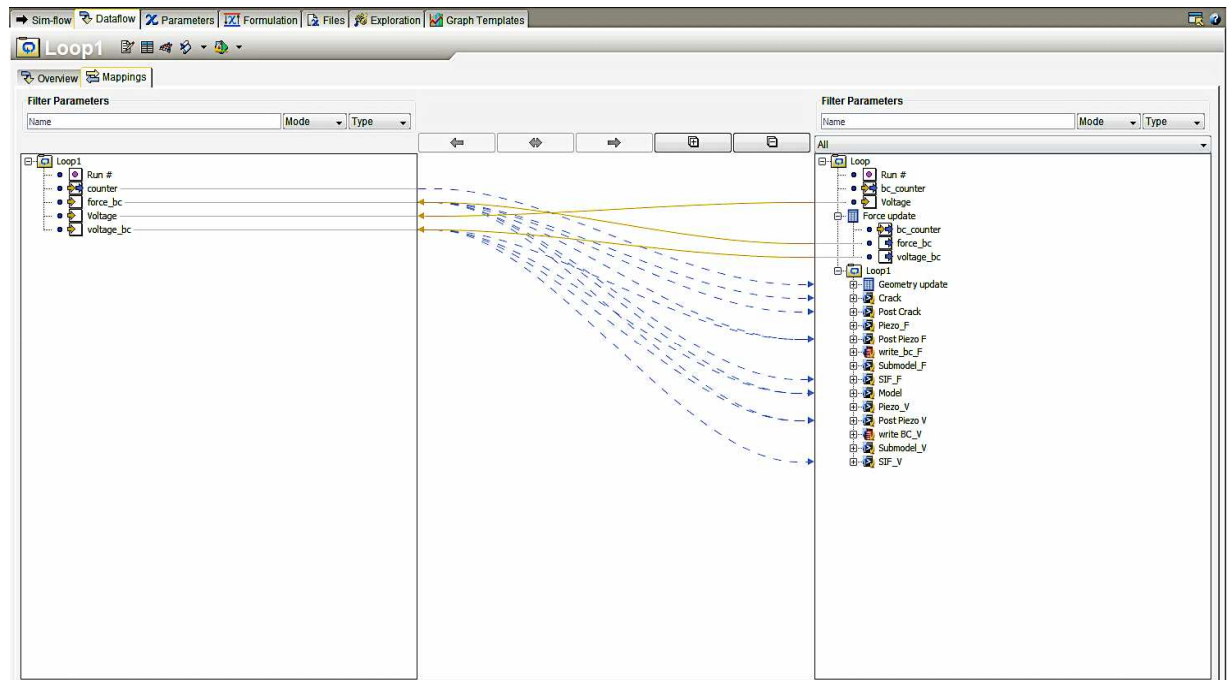 Sim-flow Dataflow Parameters Formulation Files Exploration Graph Templates
Loop1
Overview Mappings
Filter Parameters
Name Mode Type
Loop1
Run #
counter
force_bc
Voltage
voltage_bc
Filter Parameters
Name Mode Type
All
Loop
Run #
bc_counter
Voltage
Force update
bc_counter
force_bc
voltage_bc
Loop1
Geometry update
Crack
Post Crack
Piezo_F
Post Piezo F
write_bc_F
Submodel_F
SIF_F
Model
Piezo_V
Post Piezo V
write BC_V
Submodel_V
SIF_V